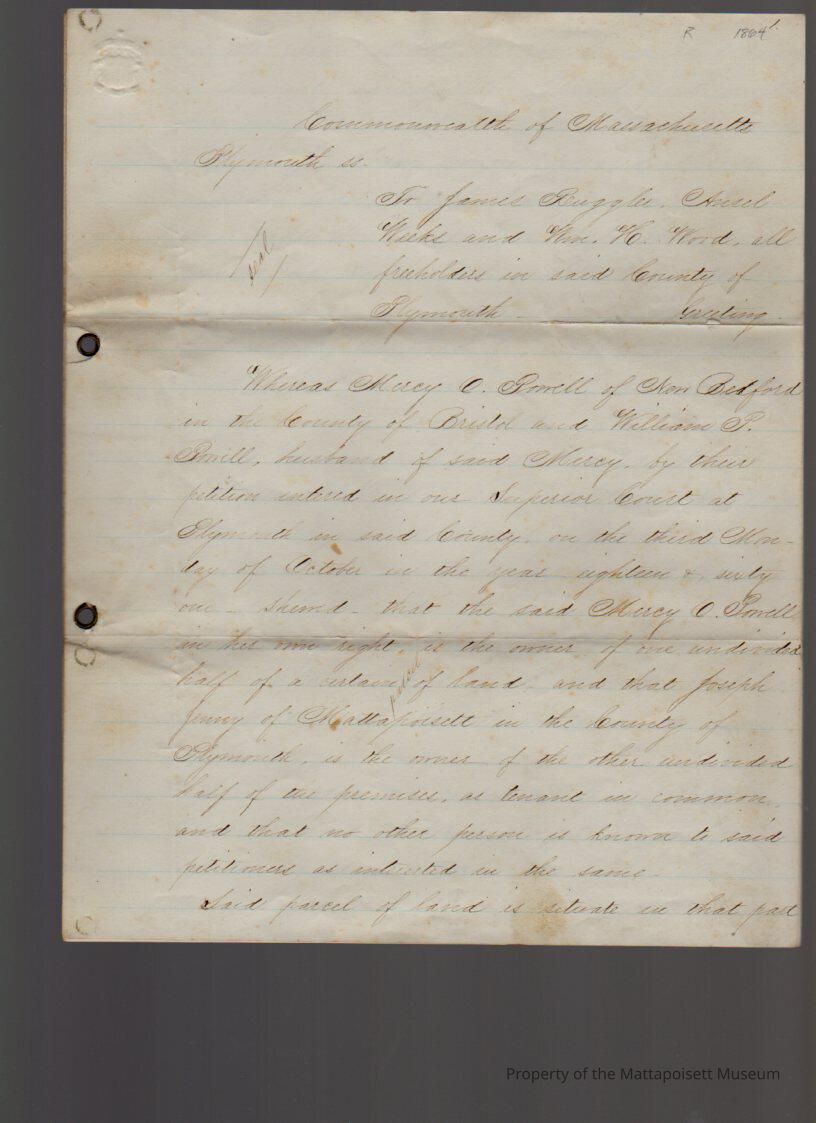 R 1864
Commonwealth of Massachusetts
Plymouth ss.
To James Ruggles, Ansel
Weeks and Wm. H. Wood, all
seal
freeholders in said County of
Plymouth Greeting.
Whereas Mercy O. Powell of New Bedford
in the County of Bristol and William P.
Powell, husband of said Mercy, by their
petition entered in our Superior Court at
Plymouth in said County, on the third Mon-
day of October in the year eighteen & sixty
one - shewed - that the said Mercy O. Powell
in her own right, is the owner of one undivided
half of a certain parcel of land and that Joseph
Jenny of Mattapoisett in the County of
Plymouth, is the owner of the other undivided
half of the premises, as tenant in common,
and that no other person is known to said
petitioners as interested in the same.
Said parcel of land is situate in that part
Property of the Mattapoisett Museum